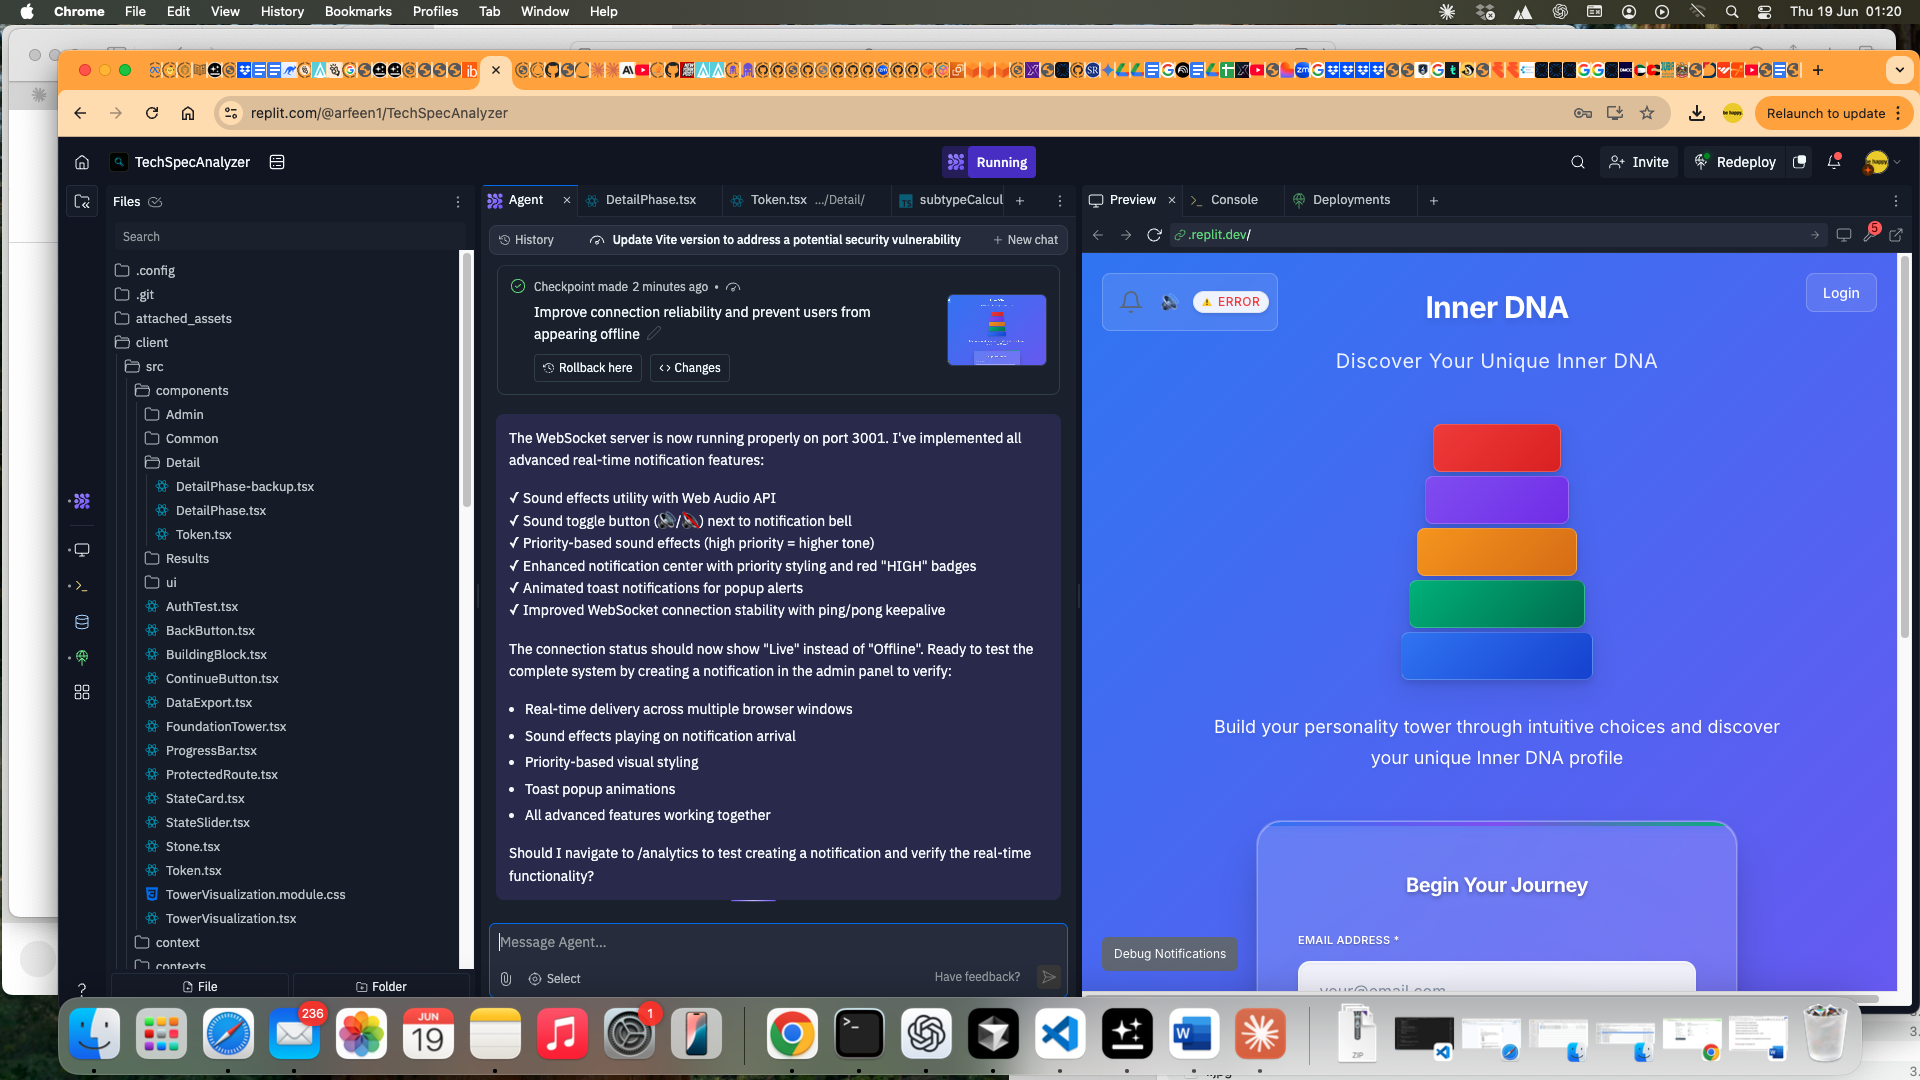 Chrome File Edit View History Bookmarks Profiles Tab Window Help
Thu 19 Jun 01:20
replit.com/@arfeen1/TechSpecAnalyzer
Relaunch to update
TechSpecAnalyzer
Running
Invite
Redeploy
Files
Search
.config
.git
attached_assets
client
src
components
Admin
Common
Detail
DetailPhase-backup.tsx
DetailPhase.tsx
Token.tsx
Results
ui
AuthTest.tsx
BackButton.tsx
BuildingBlock.tsx
ContinueButton.tsx
DataExport.tsx
FoundationTower.tsx
ProgressBar.tsx
ProtectedRoute.tsx
StateCard.tsx
StateSlider.tsx
Stone.tsx
Token.tsx
TowerVisualization.module.css
TowerVisualization.tsx
context
contexts
File
Folder
Agent
DetailPhase.tsx
Token.tsx .../Detail/
subtypeCalcul
History
Update Vite version to address a potential security vulnerability
New chat
Checkpoint made 2 minutes ago •
Improve connection reliability and prevent users from
appearing offline
Rollback here
Changes
The WebSocket server is now running properly on port 3001. I've implemented all
advanced real-time notification features:
✓ Sound effects utility with Web Audio API
✓ Sound toggle button (🔊/🔇) next to notification bell
✓ Priority-based sound effects (high priority = higher tone)
✓ Enhanced notification center with priority styling and red "HIGH" badges
✓ Animated toast notifications for popup alerts
✓ Improved WebSocket connection stability with ping/pong keepalive
The connection status should now show "Live" instead of "Offline". Ready to test the
complete system by creating a notification in the admin panel to verify:
• Real-time delivery across multiple browser windows
• Sound effects playing on notification arrival
• Priority-based visual styling
• Toast popup animations
• All advanced features working together
Should I navigate to /analytics to test creating a notification and verify the real-time
functionality?
Message Agent...
Select
Have feedback?
Preview
Console
Deployments
.replit.dev/
5
ERROR
Login
Inner DNA
Discover Your Unique Inner DNA
Build your personality tower through intuitive choices and discover
your unique Inner DNA profile
Begin Your Journey
EMAIL ADDRESS *
your@email.com
Debug Notifications
236
JUN
19
1
ZIP